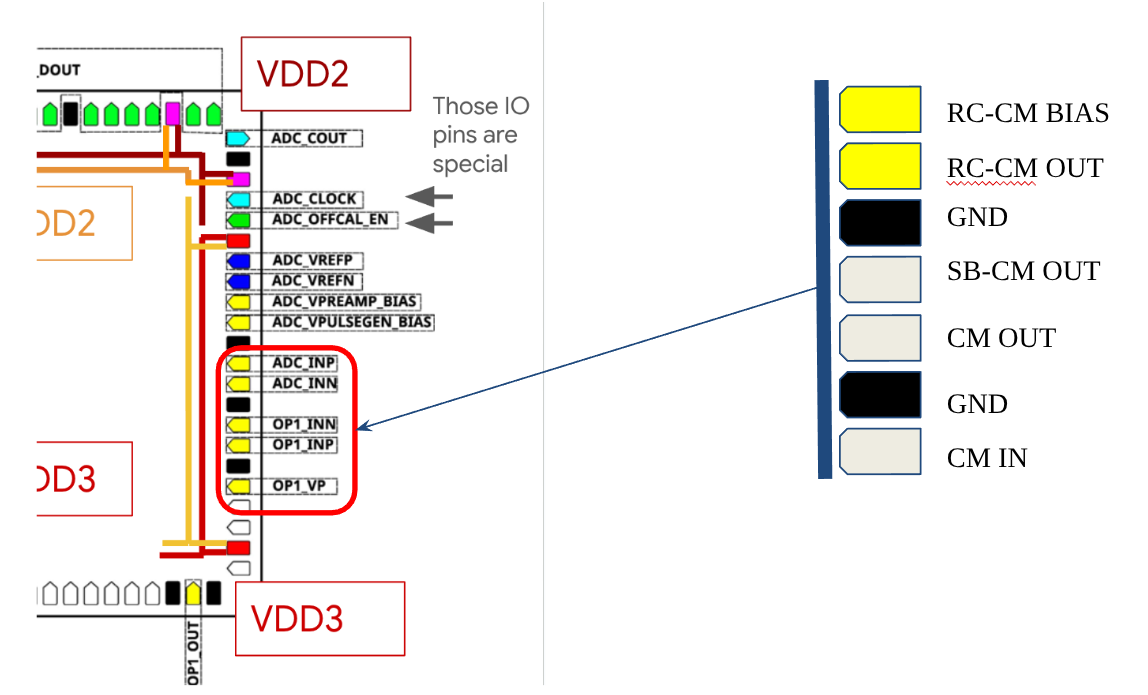 _DOUT
VDD2
Those IO
pins are
special
ADC_COUT
ADC_CLOCK
ADC_OFFCAL_EN
DD2
ADC_VREFP
ADC_VREFN
ADC_VPREAMP_BIAS
ADC_VPULSEGEN_BIAS
ADC_INP
ADC_INN
OP1_INN
OP1_INP
DD3
OP1_VP
VDD3
OP1_OUT
RC-CM BIAS
RC-CM OUT
GND
SB-CM OUT
CM OUT
GND
CM IN